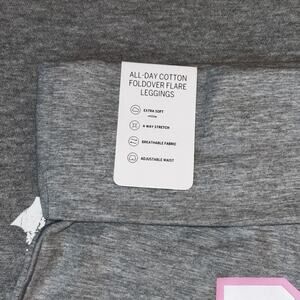 ALL-DAY COTTON
FOLDOVER FLARE
LEGGINGS
EXTRA SOFT
4 WAY STRETCH
BREATHABLE FABRIC
ADJUSTABLE WAIST